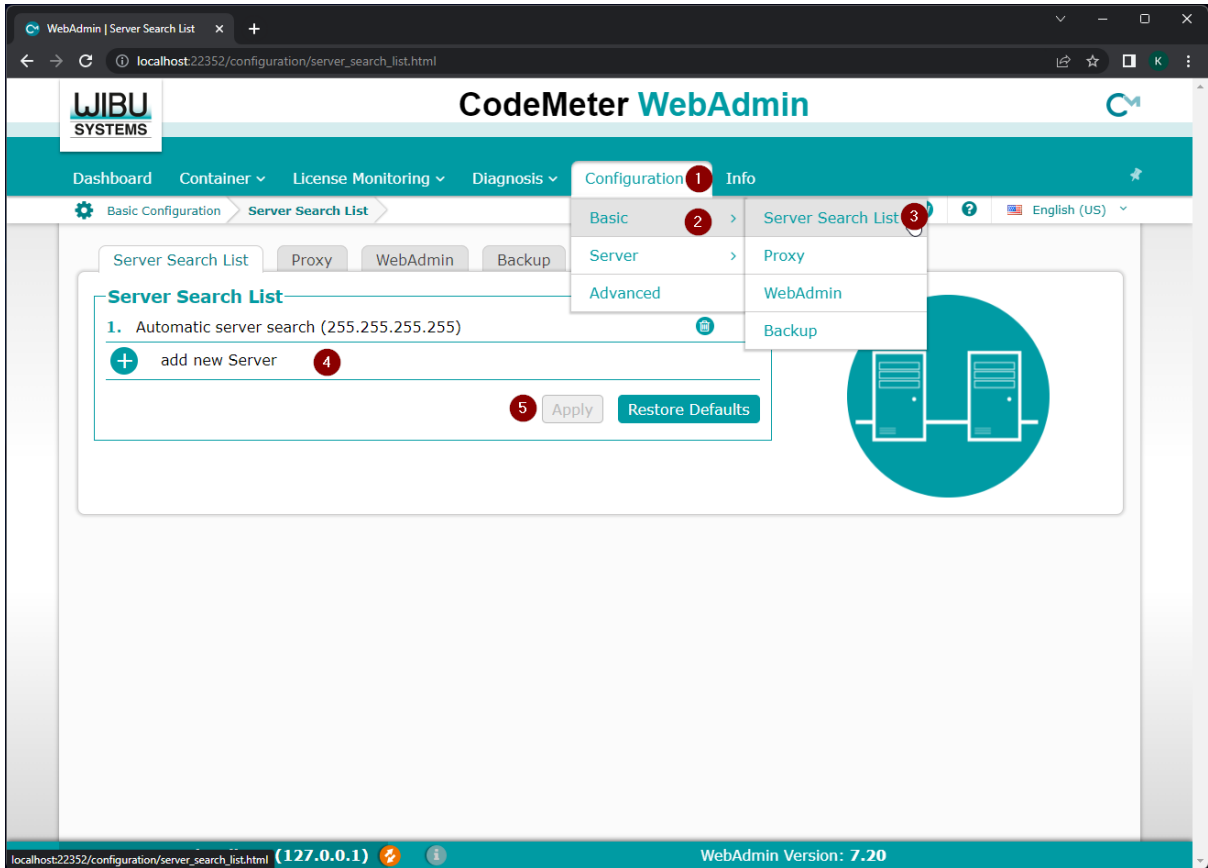 WebAdmin | Server Search List
localhost:22352/configuration/server_search_list.html
K
WIBU
SYSTEMS
CodeMeter WebAdmin
Dashboard Container License Monitoring Diagnosis Configuration 1 Info
Basic Configuration Server Search List
English (US)
Basic 2
Server Search List 3
Server
Proxy
Advanced
WebAdmin
Backup
Server Search List Proxy WebAdmin Backup
Server Search List
1. Automatic server search (255.255.255.255)
add new Server 4
5 Apply Restore Defaults
localhost:22352/configuration/server_search_list.html (127.0.0.1) WebAdmin Version: 7.20